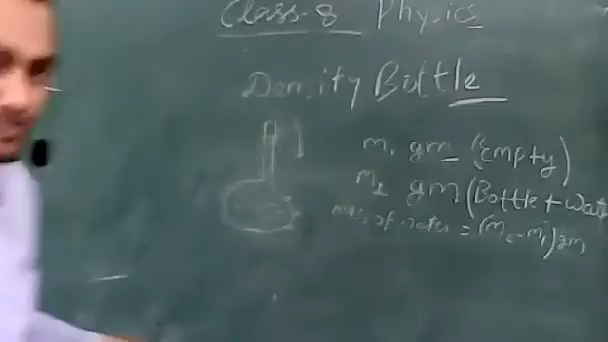 Class-8 Physics
Density Bottle
m₁ gm (Empty)
m₂ gm (Bottle + Wat
mass of water = (m₂-m₁) gm